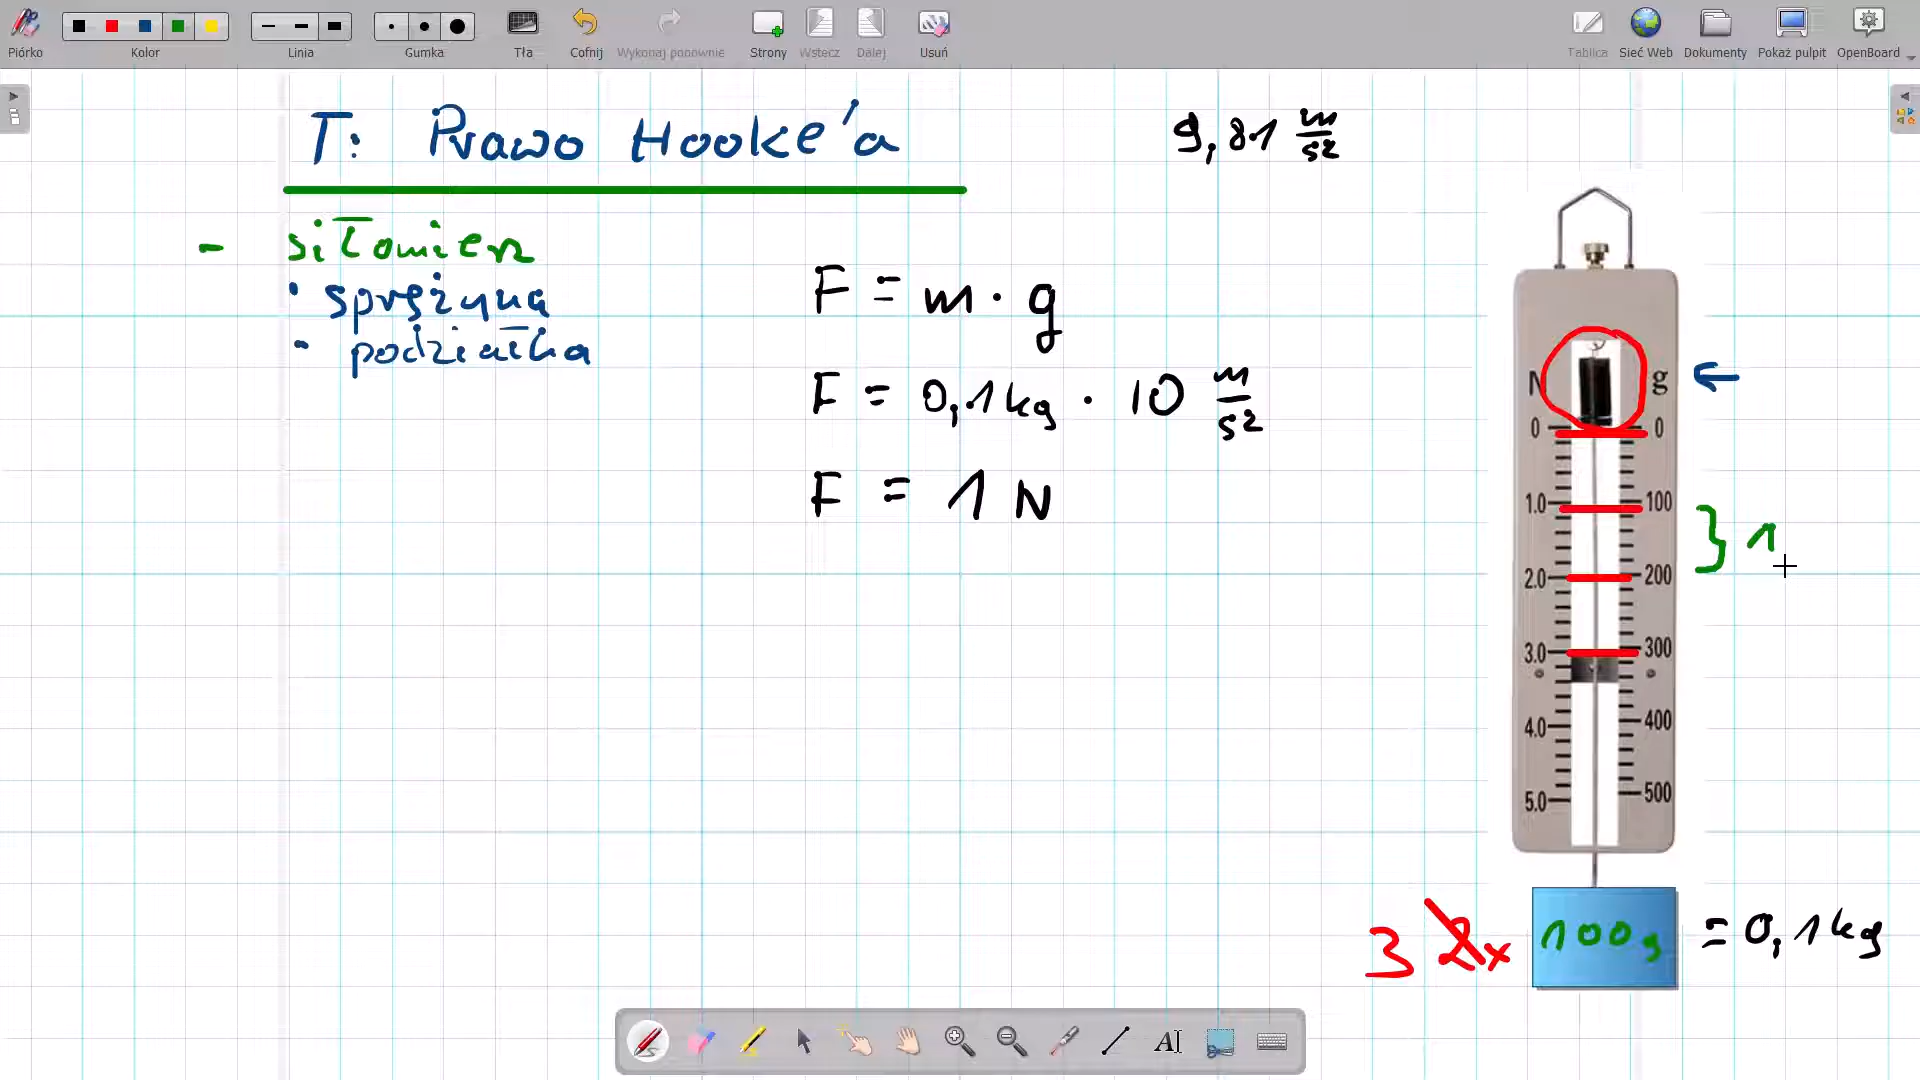 Piórko
Kolor
Linia
Gumka
Tła
Cofnij
Wykonaj ponownie
Strony
Wstecz
Dalej
Usuń
Tablica
Sieć Web
Dokumenty
Pokaż pulpit
OpenBoard
T: Prawo Hooke'a
9,81 m/s2
- siłomierz
• sprężyna
• podziałka
F = m · g
F = 0,1kg · 10 m/s2
F = 1 N
N g
0 0
1.0 100
} 1
2.0 200
3.0 300
4.0 400
5.0 500
3 2x 100g = 0,1kg
AI